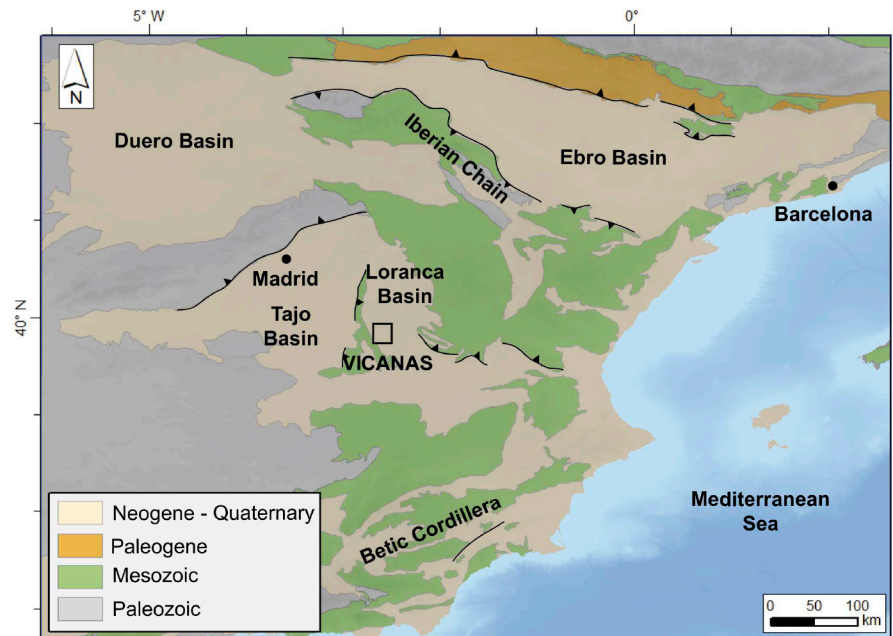 5° W
0°
N
Duero Basin
Iberian Chain
Ebro Basin
Barcelona
Madrid
Loranca
Basin
Tajo
Basin
40° N
VICANAS
Mediterranean
Sea
Betic Cordillera
Neogene - Quaternary
Paleogene
Mesozoic
Paleozoic
0 50 100
km